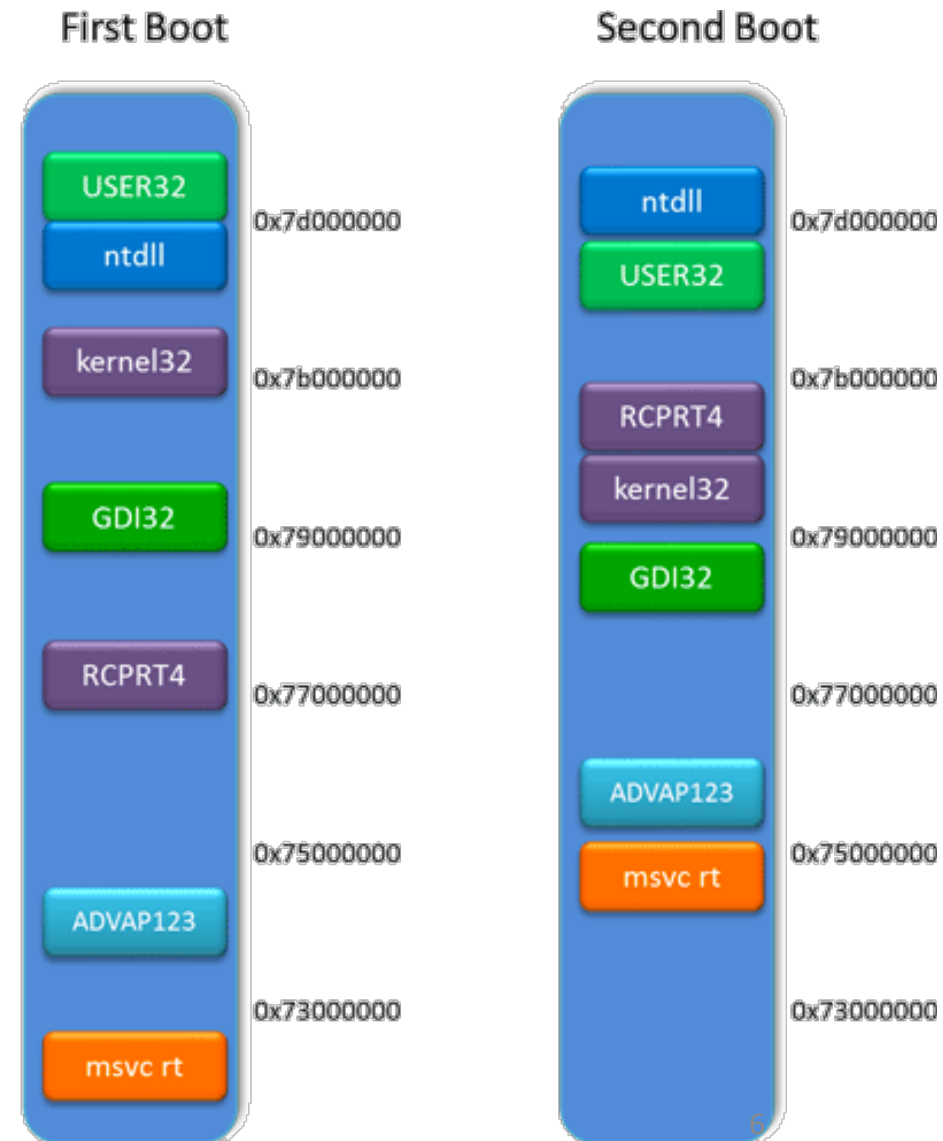 First Boot
USER32
0x7d000000
ntdll
kernel32
0x7b000000
GDI32
0x79000000
RCPRT4
0x77000000
0x75000000
ADVAP123
0x73000000
msvc rt
Second Boot
ntdll
0x7d000000
USER32
0x7b000000
RCPRT4
kernel32
0x79000000
GDI32
0x77000000
ADVAP123
0x75000000
msvc rt
0x73000000
6